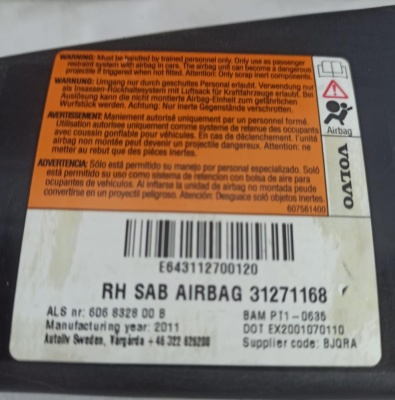 WARNING: Must be handled by trained personnel only. Only use as passenger
restraint system with airbag in cars. The airbag unit can become a dangerous
projectile if triggered when not fitted. Attention: Only scrap inert components.
WARNUNG: Umgang nur durch geschultes Personal erlaubt. Verwendung nur
als Insassen-Rückhaltesystem mit Luftsack für Kraftfahrzeuge erlaubt. Bei
Auslösung kann die nicht montierte Airbag-Einheit zum gefährlichen
Wurfstück werden. Achtung: Nur inerte Gegenstände verschrotten.
AVERTISSEMENT: Maniement autorisé uniquement par un personnel formé.
Utilisation autorisée uniquement comme système de retenue des occupants
avec coussin gonflable pour véhicules. En cas de déclenchement, l'unité
airbag non montée peut devenir un projectile dangereux. Attention: ne
metter au rebut que des pièces inertes.
ADVERTENCIA: Sólo está permitido su manejo por personal especializado. Sólo
está permitido su uso como sistema de retención con bolsa de aire para
ocupantes de vehículos. Al inflarse la unidad de airbag no montada peude
convertirse en un proyectil peligroso. Atención: Desguace solo objetos inertes.
607561400
Airbag
VOLVO
E643112700120
RH SAB AIRBAG 31271168
ALS nr: 606 8328 00 B
BAM PT1-0635
Manufacturing year: 2011
DOT EX2001070110
Autoliv Sweden, Vårgårda +46 322 626200
Supplier code: BJQRA